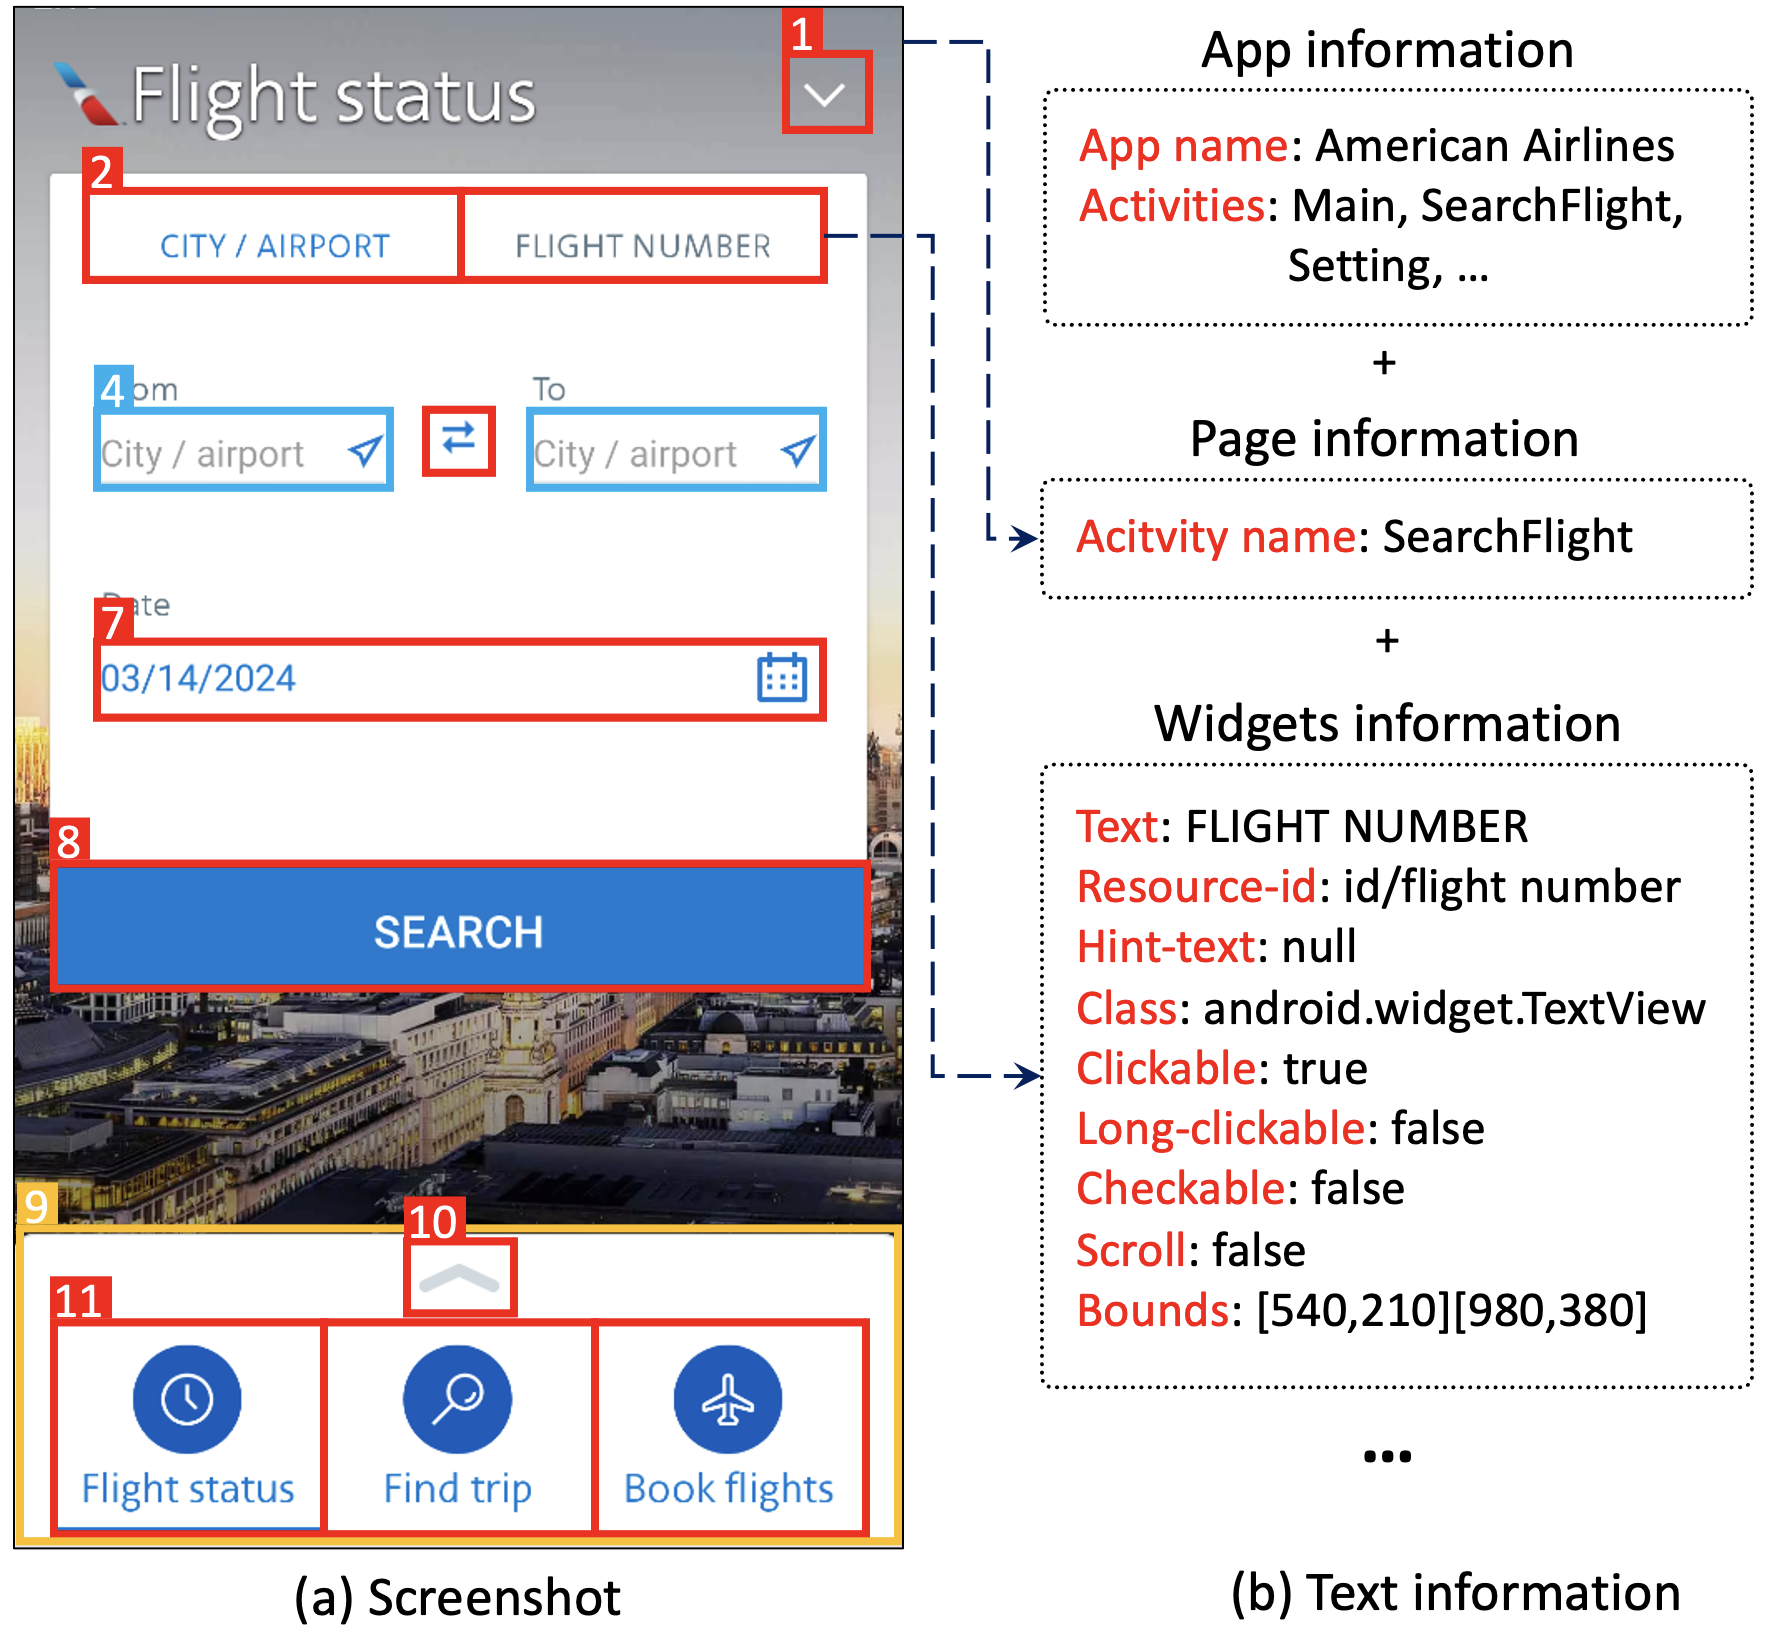 1
Flight status
2
CITY / AIRPORT
FLIGHT NUMBER
4
om
To
City / airport
City / airport
ate
7
03/14/2024
8
SEARCH
9
10
11
Flight status
Find trip
Book flights
(a) Screenshot
App information
App name: American Airlines
Activities: Main, SearchFlight,
Setting, ...
+
Page information
Acitvity name: SearchFlight
+
Widgets information
Text: FLIGHT NUMBER
Resource-id: id/flight number
Hint-text: null
Class: android.widget.TextView
Clickable: true
Long-clickable: false
Checkable: false
Scroll: false
Bounds: [540,210][980,380]
...
(b) Text information